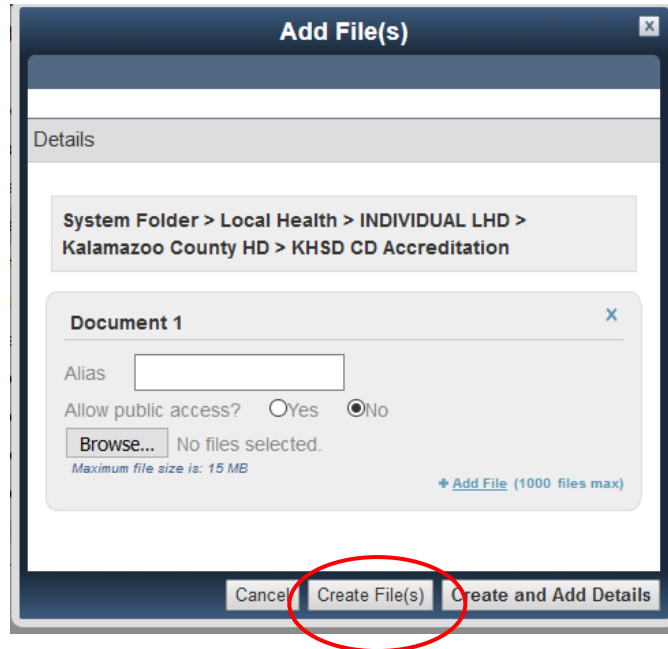 Add File(s)
x
Details
System Folder > Local Health > INDIVIDUAL LHD >
Kalamazoo County HD > KHSD CD Accreditation
Document 1 x
Alias
Allow public access? Yes No
Browse... No files selected.
Maximum file size is: 15 MB
+ Add File (1000 files max)
Cancel Create File(s) Create and Add Details